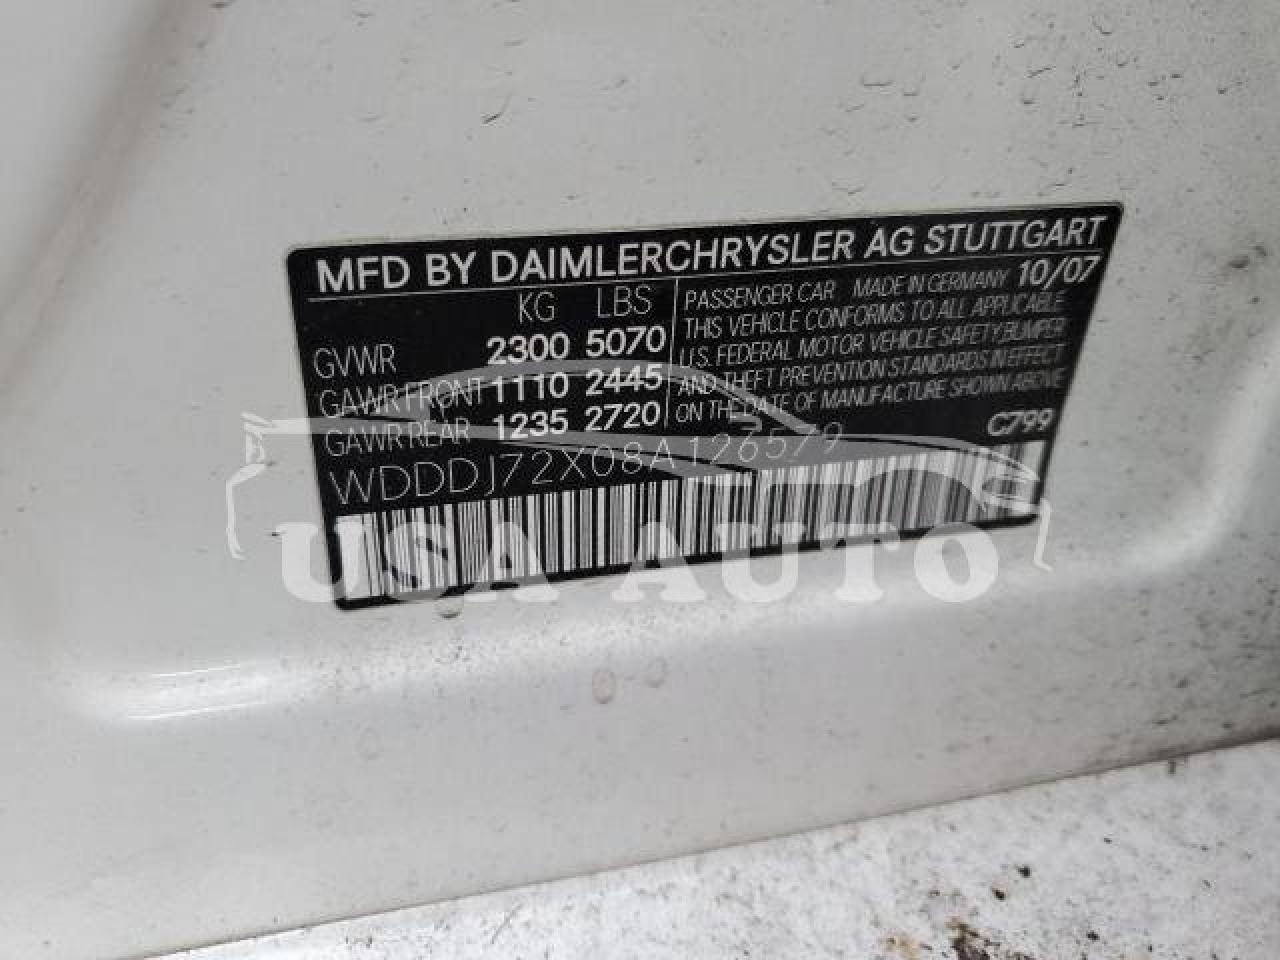 MFD BY DAIMLERCHRYSLER AG STUTTGART
KG LBS
GVWR 2300 5070
GAWR FRONT 1110 2445
GAWR REAR 1235 2720
PASSENGER CAR MADE IN GERMANY 10/07
THIS VEHICLE CONFORMS TO ALL APPLICABLE
U.S. FEDERAL MOTOR VEHICLE SAFETY,BUMPER
AND THEFT PREVENTION STANDARDS IN EFFECT
ON THE DATE OF MANUFACTURE SHOWN ABOVE
C799
WDDDJ72X08A126579
USA AUTO